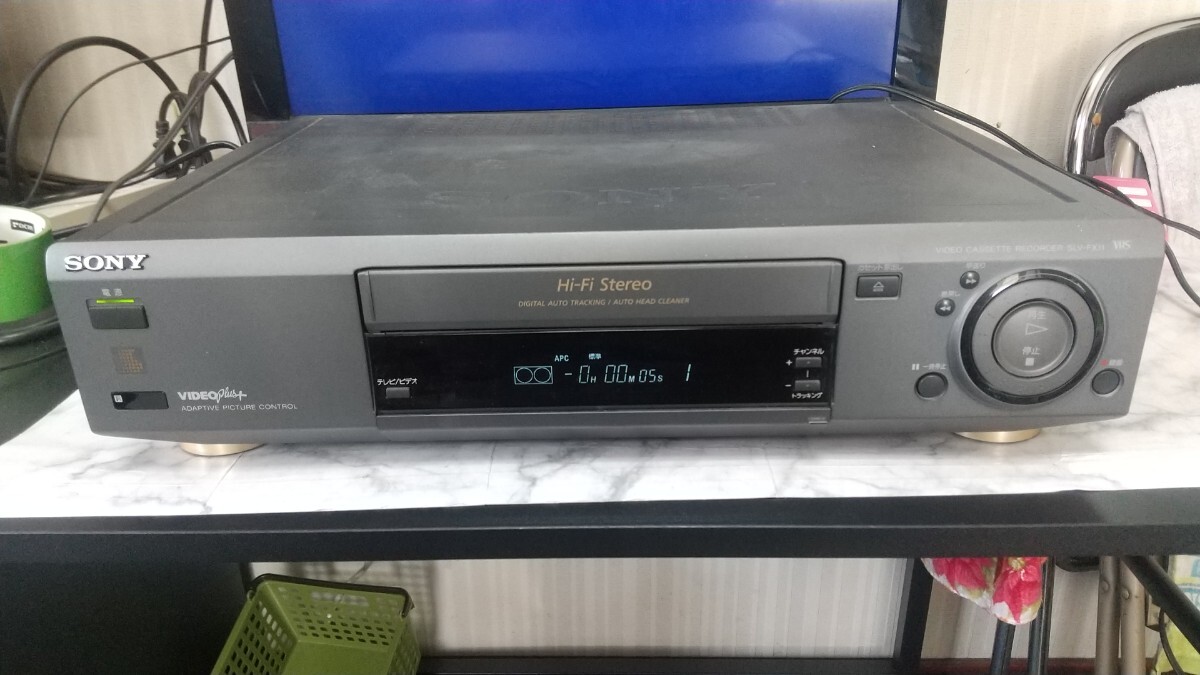 SONY
VIDEO CASSETTE RECORDER SLV-FX11 VHS
電源
Hi-Fi Stereo
DIGITAL AUTO TRACKING / AUTO HEAD CLEANER
再生
停止
一時停止
APC 標準
-0H 00M 05S 1
チャンネル
+
-
トラッキング
テレビ/ビデオ
VIDEO Plus+
ADAPTIVE PICTURE CONTROL
SONY